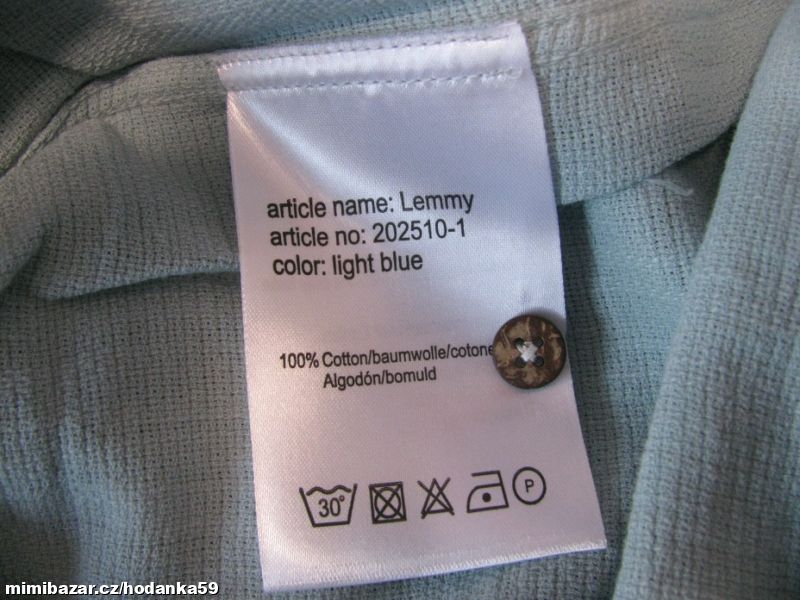 article name: Lemmy
article no: 202510-1
color: light blue
100% Cotton/baumwolle/cotone
Algodón/bomuld
30°
P
mimibazar.cz/hodanka59